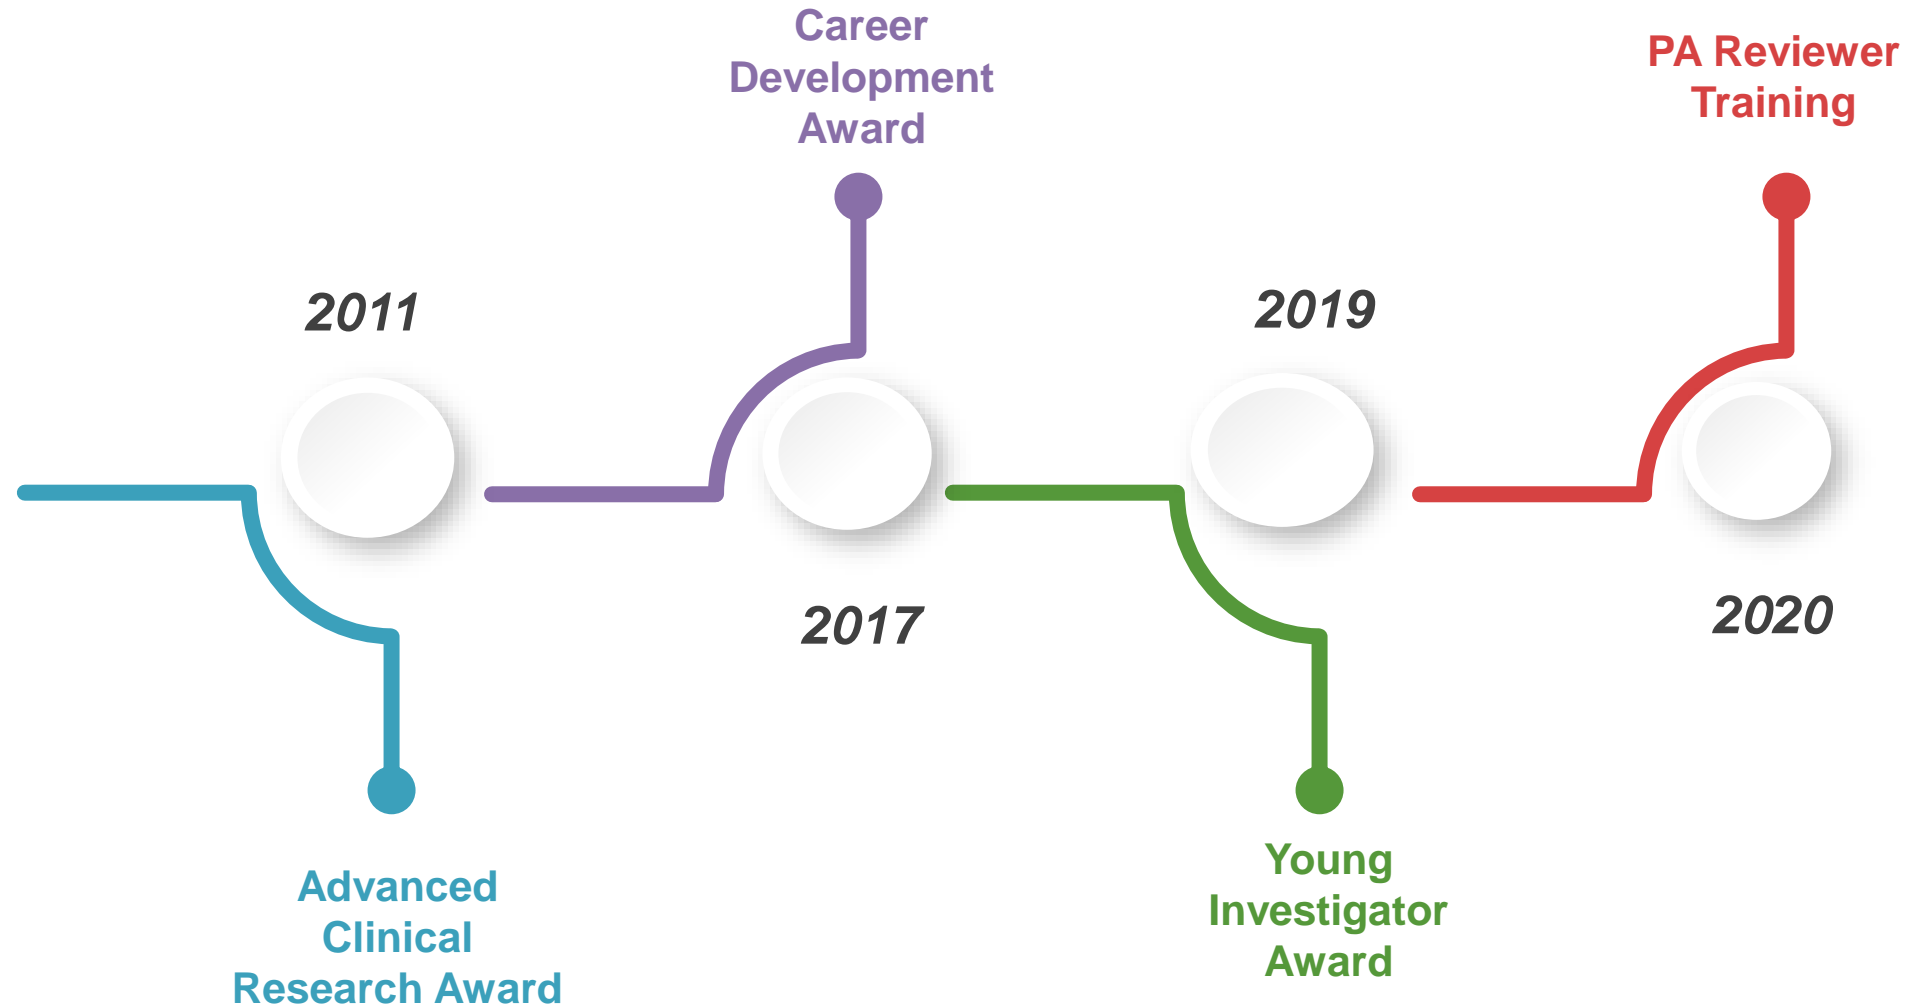 2011
Advanced
Clinical
Research Award
Career
Development
Award
2017
2019
Young
Investigator
Award
PA Reviewer
Training
2020